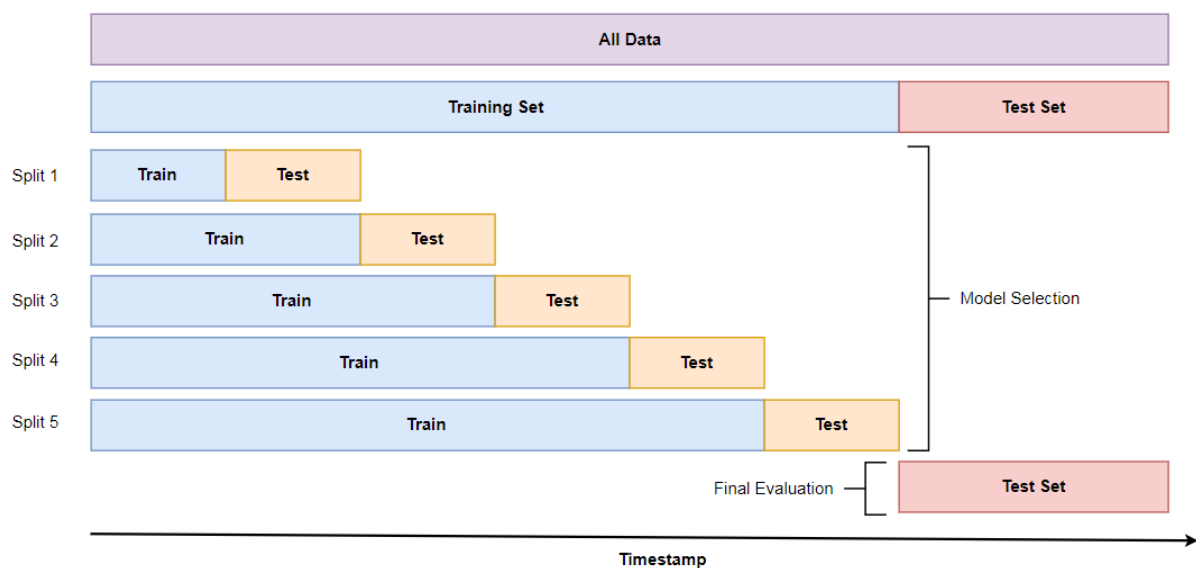 All Data
Training Set Test Set
Split 1 Train Test
Split 2 Train Test
Split 3 Train Test
Model Selection
Split 4 Train Test
Split 5 Train Test
Final Evaluation Test Set
Timestamp